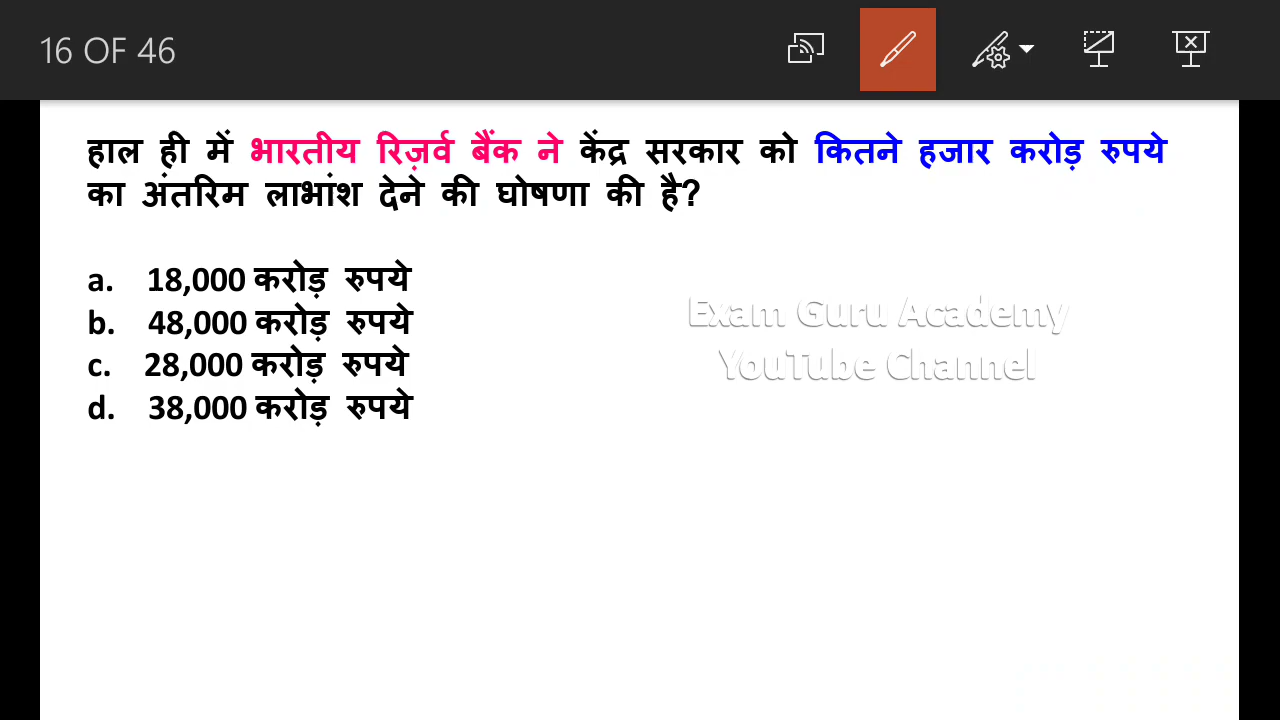 16 OF 46
हाल ही में भारतीय रिज़र्व बैंक ने केंद्र सरकार को कितने हजार करोड़ रुपये
का अंतरिम लाभांश देने की घोषणा की है?
a. 18,000 करोड़ रुपये
b. 48,000 करोड़ रुपये
c. 28,000 करोड़ रुपये
d. 38,000 करोड़ रुपये
Exam Guru Academy
YouTube Channel